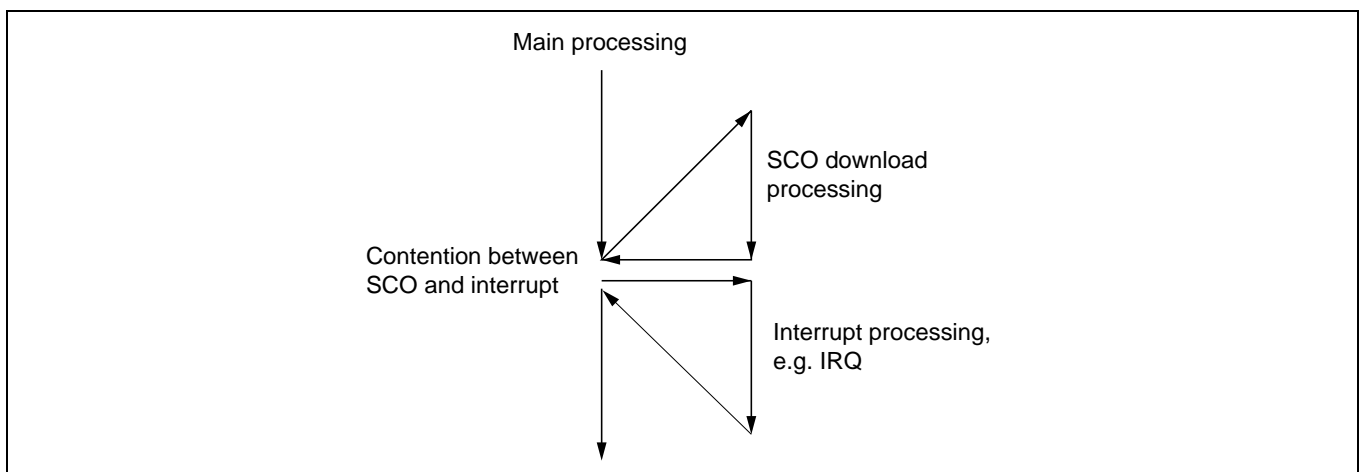 Main processing
SCO download
processing
Contention between
SCO and interrupt
Interrupt processing,
e.g. IRQ